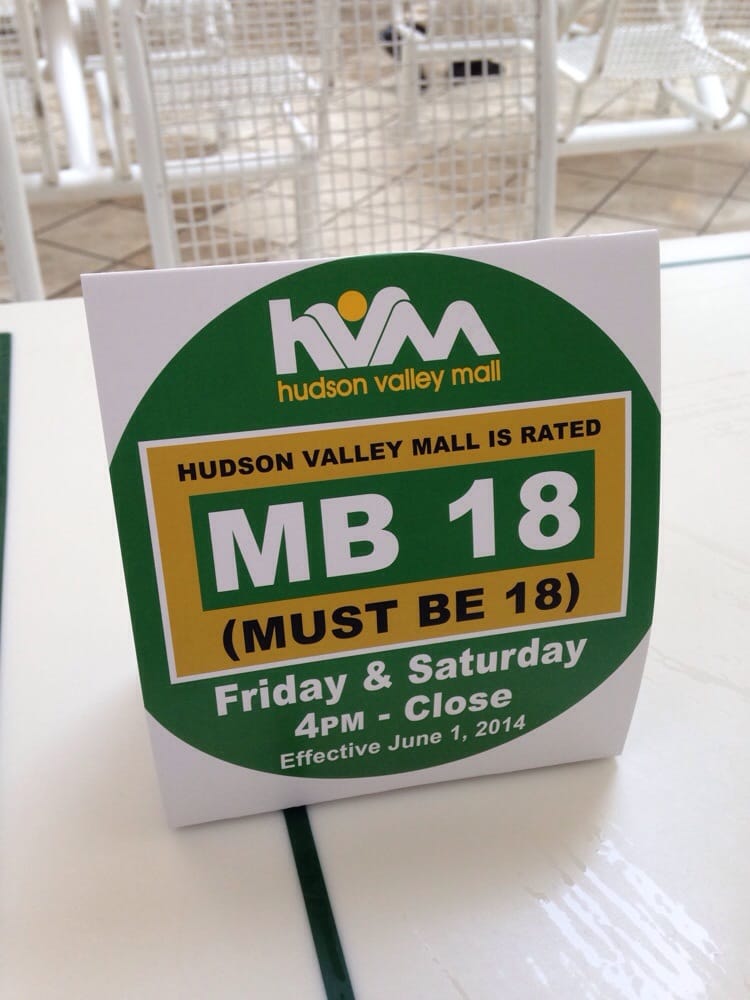 hvm
hudson valley mall
HUDSON VALLEY MALL IS RATED
MB 18
(MUST BE 18)
Friday & Saturday
4PM - Close
Effective June 1, 2014